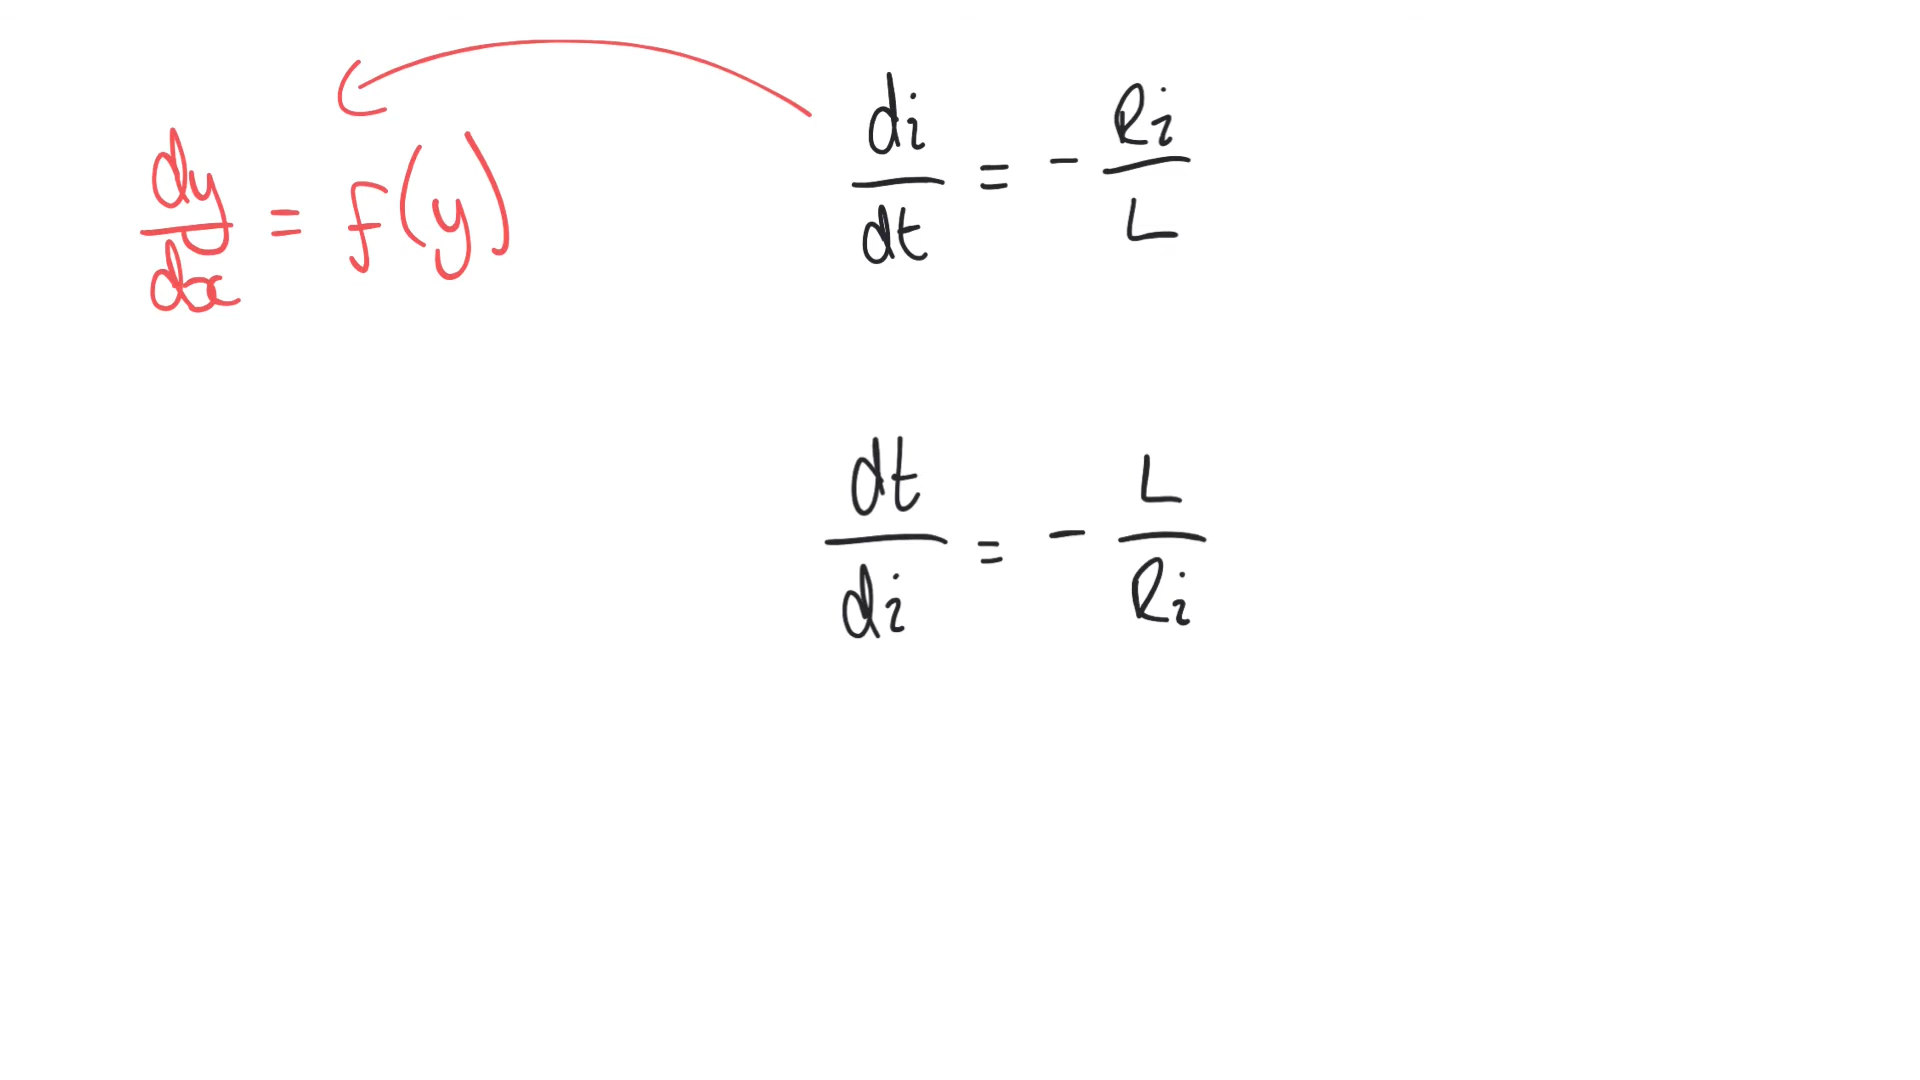 dy/dx = f(y)
di/dt = - Ri/L
dt/di = - L/Ri